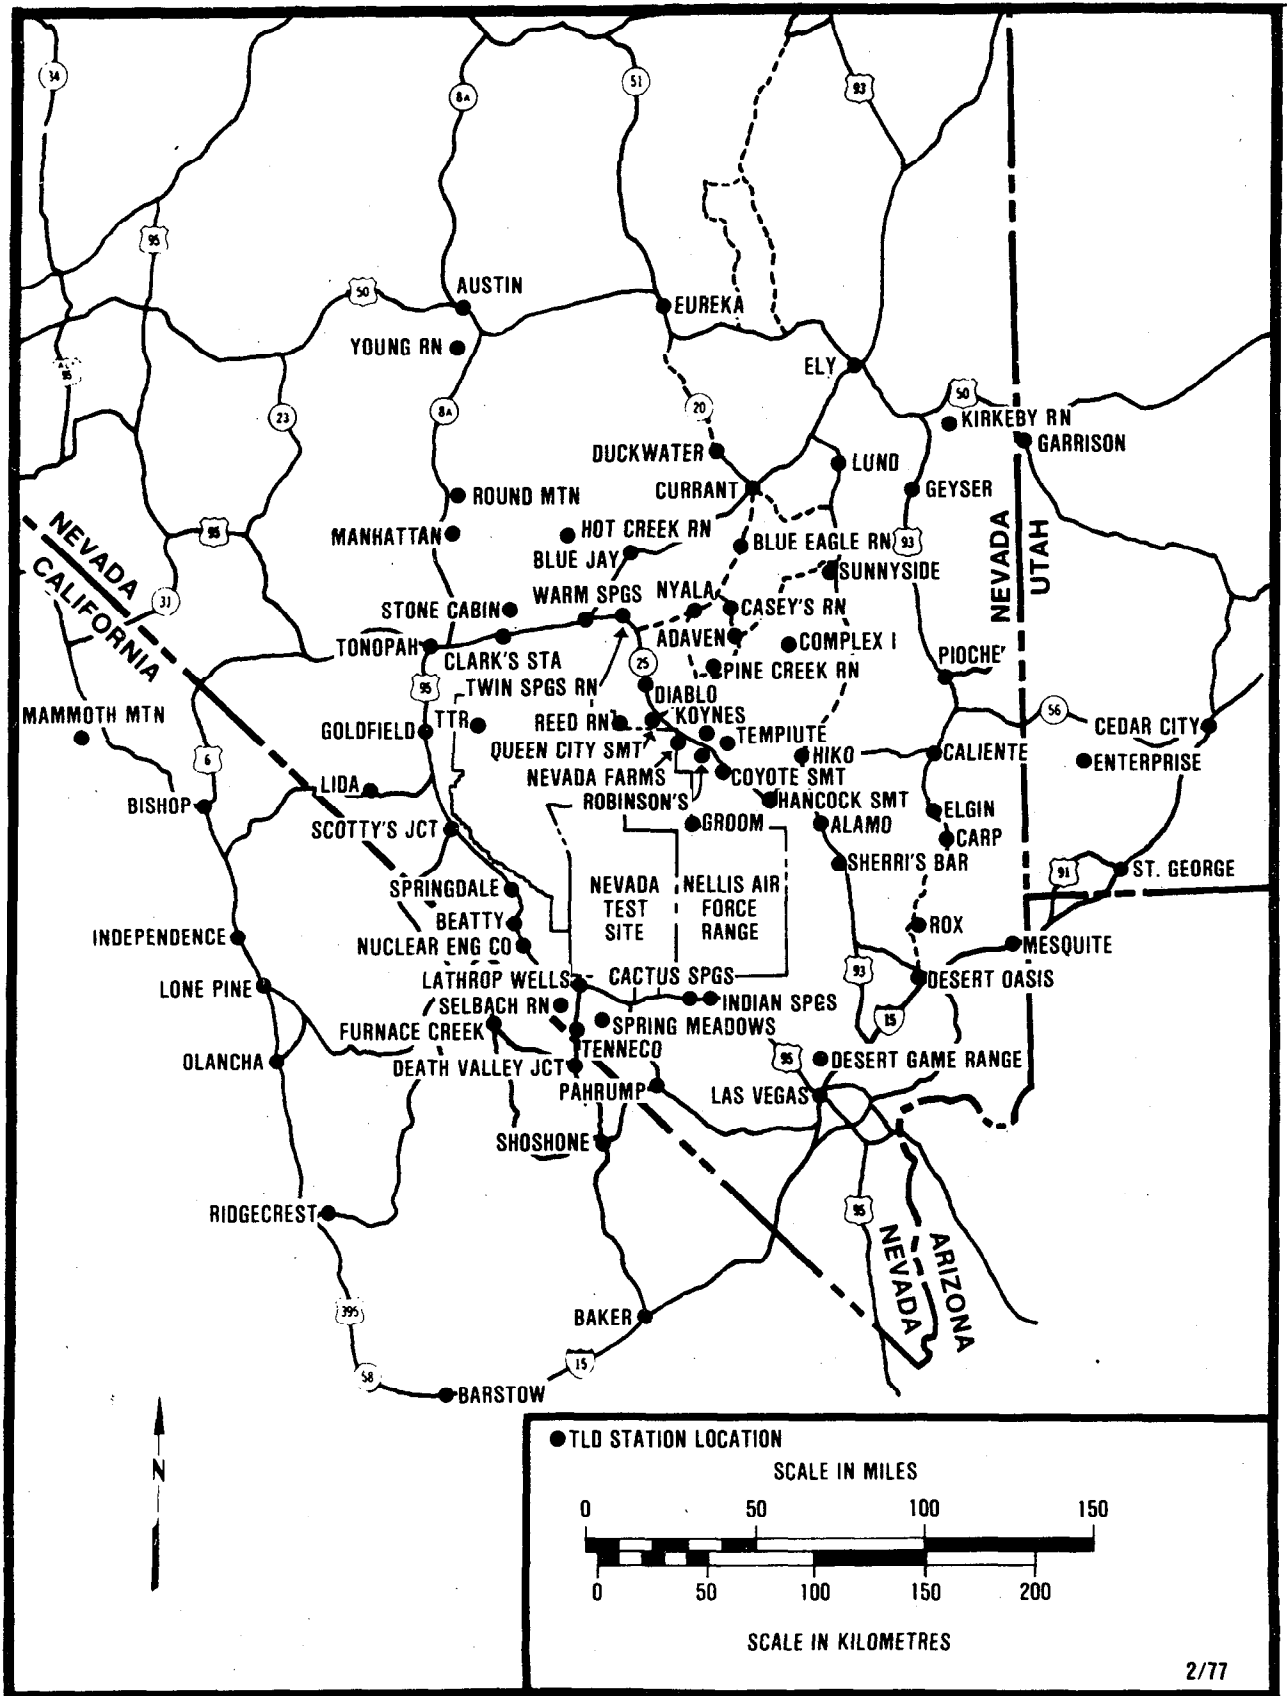 34
8A
51
93
95
50
AUSTIN
EUREKA
YOUNG RN
ELY
23
8A
20
50
KIRKEBY RN
GARRISON
DUCKWATER
LUND
CURRANT
GEYSER
ROUND MTN
95
MANHATTAN
HOT CREEK RN
BLUE JAY
BLUE EAGLE RN
93
NEVADA
UTAH
NEVADA
CALIFORNIA
SUNNYSIDE
31
STONE CABIN
WARM SPGS
NYALA
CASEY'S RN
TONOPAH
ADAVEN
COMPLEX I
CLARK'S STA
25
PINE CREEK RN
PIOCHE
95
TWIN SPGS RN
DIABLO
56
MAMMOTH MTN
GOLDFIELD
TTR
REED RN
KOYNES
CEDAR CITY
QUEEN CITY SMT
TEMPIUTE
6
HIKO
CALIENTE
ENTERPRISE
NEVADA FARMS
COYOTE SMT
LIDA
BISHOP
ROBINSON'S
HANCOCK SMT
ELGIN
SCOTTY'S JCT
GROOM
ALAMO
CARP
SHERRI'S BAR
91
ST. GEORGE
SPRINGDALE
NEVADA
TEST
SITE
NELLIS AIR
FORCE
RANGE
BEATTY
ROX
INDEPENDENCE
NUCLEAR ENG CO
MESQUITE
LATHROP WELLS
CACTUS SPGS
93
DESERT OASIS
LONE PINE
SELBACH RN
INDIAN SPGS
15
FURNACE CREEK
SPRING MEADOWS
TENNECO
95
DESERT GAME RANGE
OLANCHA
DEATH VALLEY JCT
PAHRUMP
LAS VEGAS
SHOSHONE
RIDGECREST
95
NEVADA
ARIZONA
395
BAKER
15
58
BARSTOW
N
TLD STATION LOCATION
SCALE IN MILES
0 50 100 150
0 50 100 150 200
SCALE IN KILOMETRES
2/77